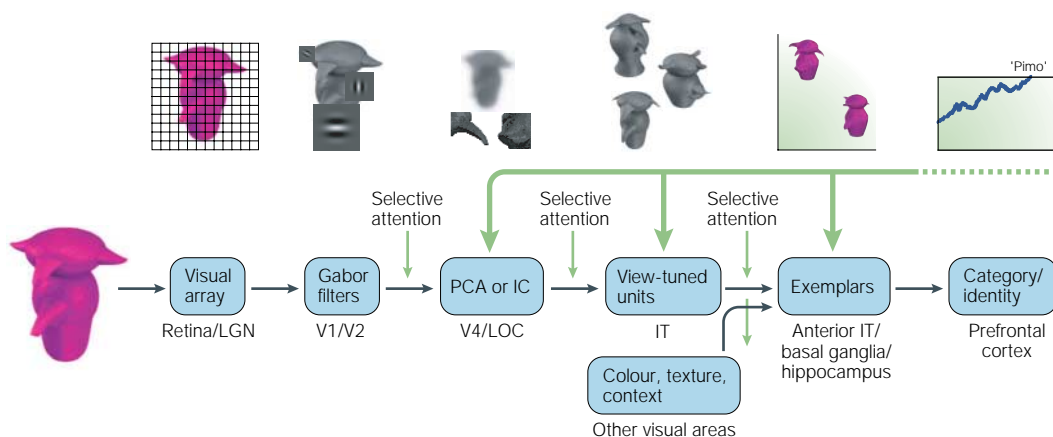 'Pimo'
Selective
attention
Selective
attention
Selective
attention
Visual
array
Gabor
filters
PCA or IC
View-tuned
units
Exemplars
Category/
identity
Retina/LGN
V1/V2
V4/LOC
IT
Anterior IT/
basal ganglia/
hippocampus
Prefrontal
cortex
Colour, texture,
context
Other visual areas